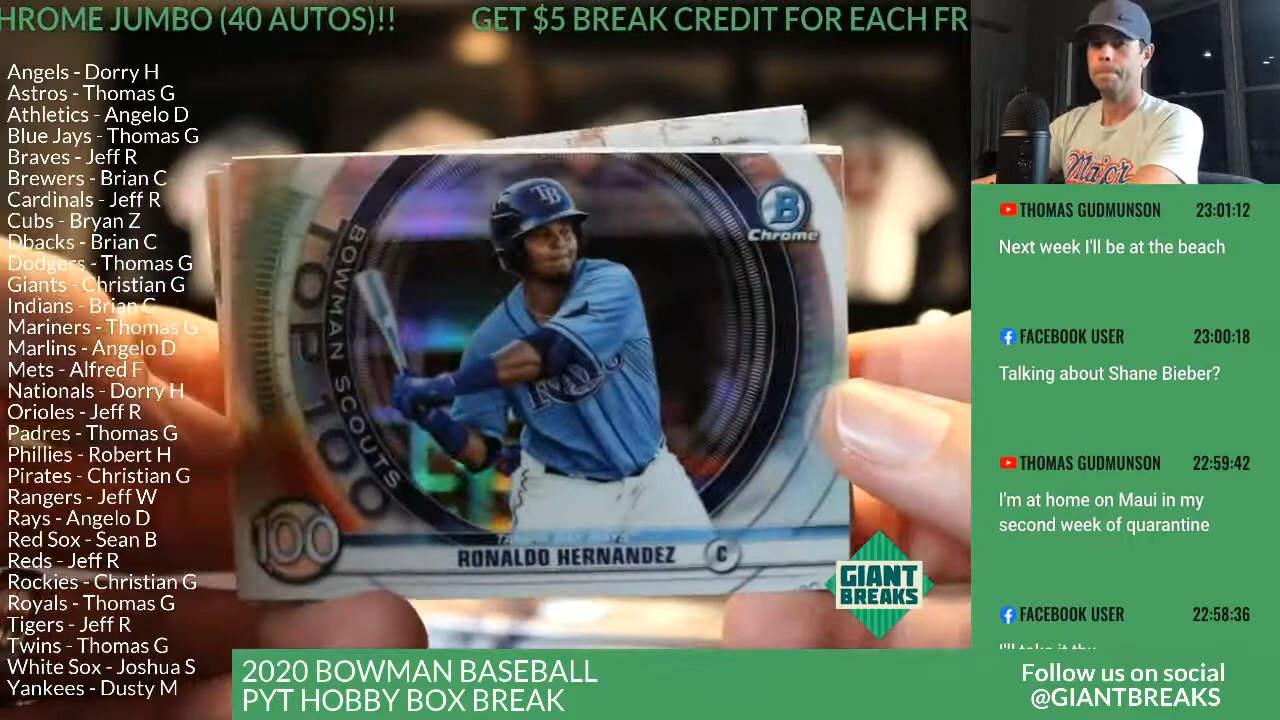 HROME JUMBO (40 AUTOS)!! GET $5 BREAK CREDIT FOR EACH FR
Angels - Dorry H
Astros - Thomas G
Athletics - Angelo D
Blue Jays - Thomas G
Braves - Jeff R
Brewers - Brian C
Cardinals - Jeff R
Cubs - Bryan Z
Dbacks - Brian C
Dodgers - Thomas G
Giants - Christian G
Indians - Brian C
Mariners - Thomas G
Marlins - Angelo D
Mets - Alfred F
Nationals - Dorry H
Orioles - Jeff R
Padres - Thomas G
Phillies - Robert H
Pirates - Christian G
Rangers - Jeff W
Rays - Angelo D
Red Sox - Sean B
Reds - Jeff R
Rockies - Christian G
Royals - Thomas G
Tigers - Jeff R
Twins - Thomas G
White Sox - Joshua S
Yankees - Dusty M
BOWMAN SCOUTS
TOP 100
TB
B
Chrome
100
RONALDO HERNANDEZ C
GIANT
BREAKS
2020 BOWMAN BASEBALL
PYT HOBBY BOX BREAK
Major
THOMAS GUDMUNSON 23:01:12
Next week I'll be at the beach
FACEBOOK USER 23:00:18
Talking about Shane Bieber?
THOMAS GUDMUNSON 22:59:42
I'm at home on Maui in my
second week of quarantine
FACEBOOK USER 22:58:36
I'll take it
Follow us on social
@GIANTBREAKS